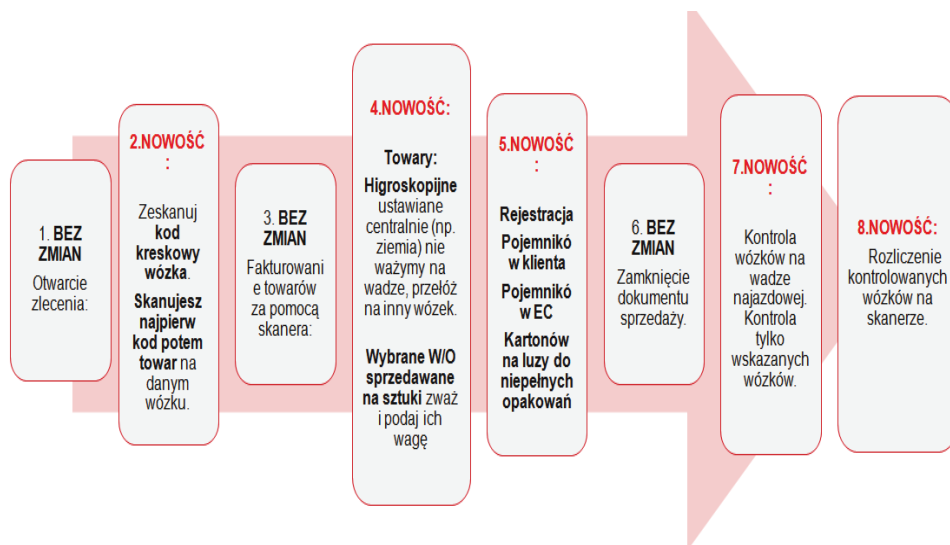 1. BEZ
ZMIAN
Otwarcie
zlecenia:
2.NOWOŚĆ
:
Zeskanuj
kod
kreskowy
wózka.
Skanujesz
najpierw
kod potem
towar na
danym
wózku.
3. BEZ
ZMIAN
Fakturowani
e towarów
za pomocą
skanera:
4.NOWOŚĆ:
Towary:
Higroskopijne
ustawiane
centralnie (np.
ziemia) nie
ważymy na
wadze, przełóż
na inny wózek.
Wybrane W/O
sprzedawane
na sztuki zważ
i podaj ich
wagę
5.NOWOŚĆ
:
Rejestracja
Pojemnikó
w klienta
Pojemnikó
w EC
Kartonów
na luzy do
niepełnych
opakowań
6. BEZ
ZMIAN
Zamknięcie
dokumentu
sprzedaży.
7.NOWOŚĆ
:
Kontrola
wózków na
wadze
najazdowej.
Kontrola
tylko
wskazanych
wózków.
8.NOWOŚĆ:
Rozliczenie
kontrolowanych
wózków na
skanerze.